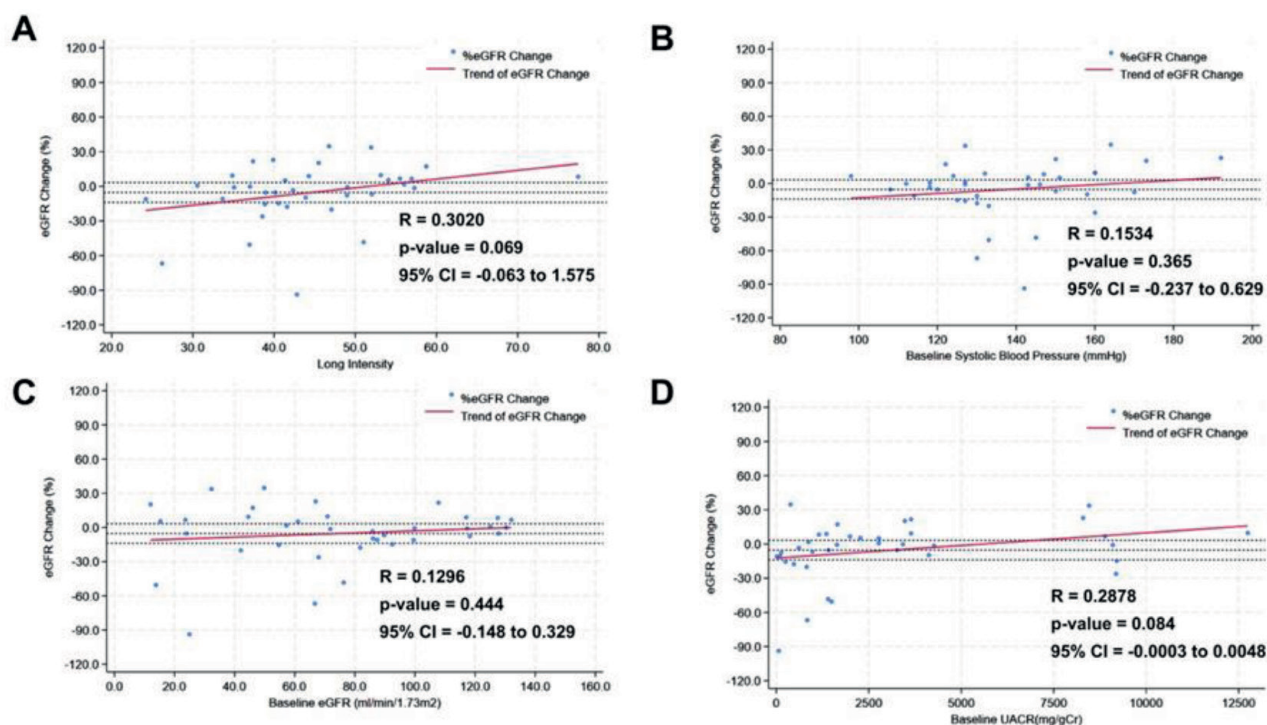 A
%eGFR Change
Trend of eGFR Change
eGFR Change (%)
120.0
90.0
60.0
30.0
0.0
-30.0
-60.0
-90.0
-120.0
R = 0.3020
p-value = 0.069
95% CI = -0.063 to 1.575
20.0 30.0 40.0 50.0 60.0 70.0 80.0
Long Intensity
B
%eGFR Change
Trend of eGFR Change
eGFR Change (%)
120.0
90.0
60.0
30.0
0.0
-30.0
-60.0
-90.0
-120.0
R = 0.1534
p-value = 0.365
95% CI = -0.237 to 0.629
80 100 120 140 160 180 200
Baseline Systolic Blood Pressure (mmHg)
C
%eGFR Change
Trend of eGFR Change
eGFR Change (%)
120.0
90.0
60.0
30.0
0.0
-30.0
-60.0
-90.0
-120.0
R = 0.1296
p-value = 0.444
95% CI = -0.148 to 0.329
0.0 20.0 40.0 60.0 80.0 100.0 120.0 140.0 160.0
Baseline eGFR (ml/min/1.73m2)
D
%eGFR Change
Trend of eGFR Change
eGFR Change (%)
120.0
90.0
60.0
30.0
0.0
-30.0
-60.0
-90.0
-120.0
R = 0.2878
p-value = 0.084
95% CI = -0.0003 to 0.0048
0 2500 5000 7500 10000 12500
Baseline UACR(mg/gCr)